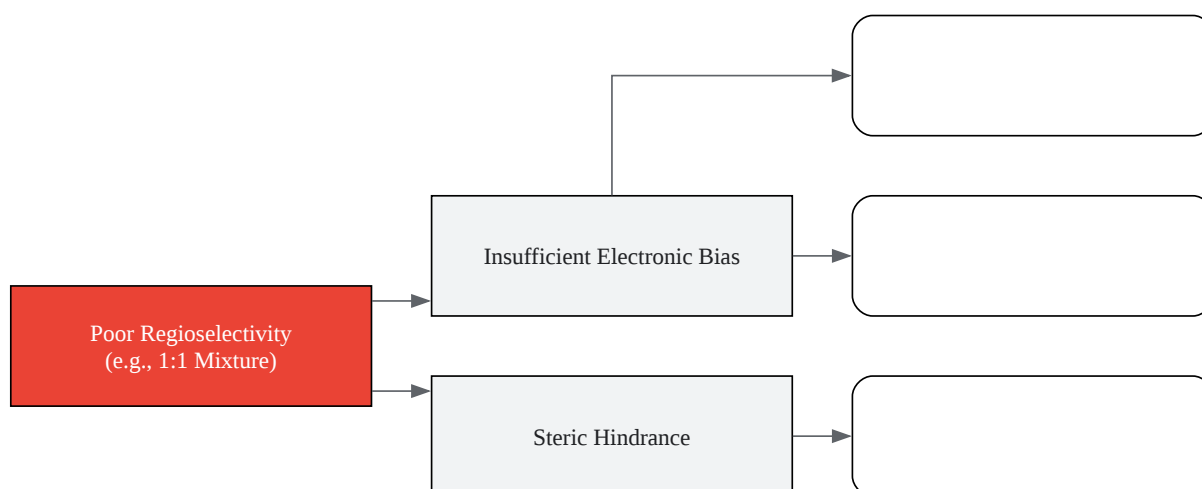 Insufficient Electronic Bias
Poor Regioselectivity
(e.g., 1:1 Mixture)
Steric Hindrance